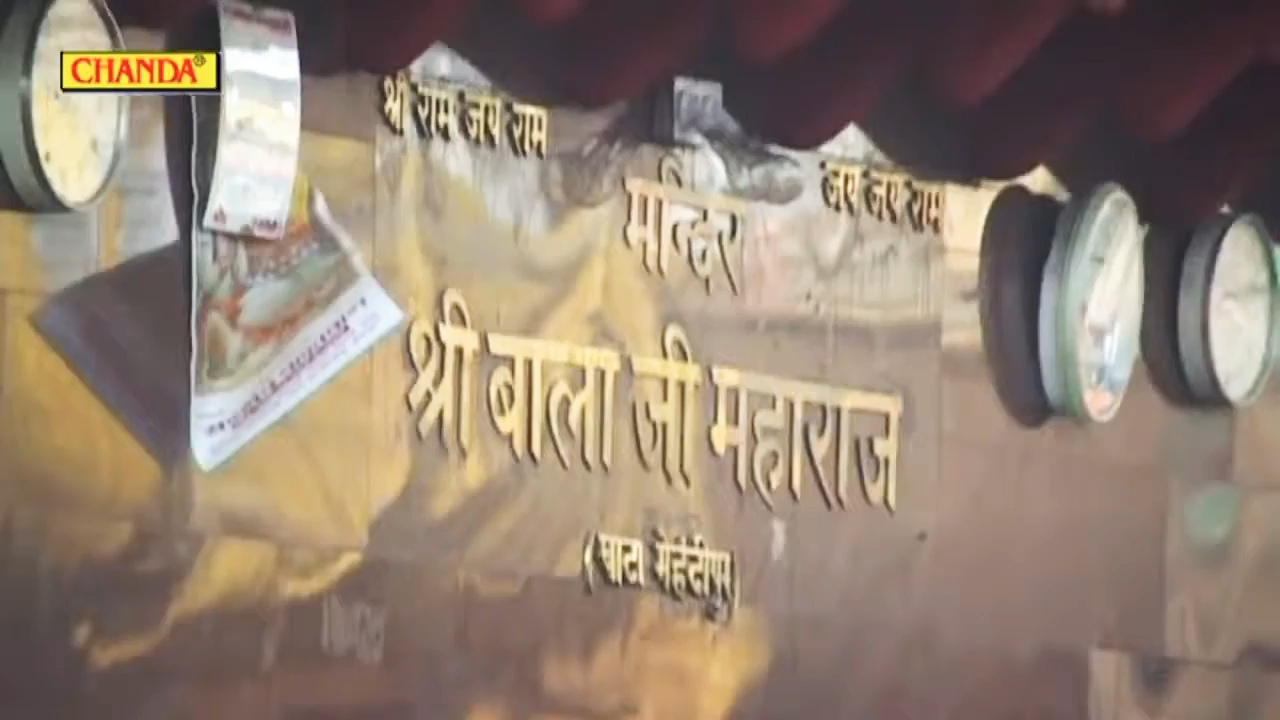 CHANDA®
श्री राम जय राम
जय जय राम
मन्दिर
श्री बाला जी महाराज
(घाटा मेहंदीपुर)